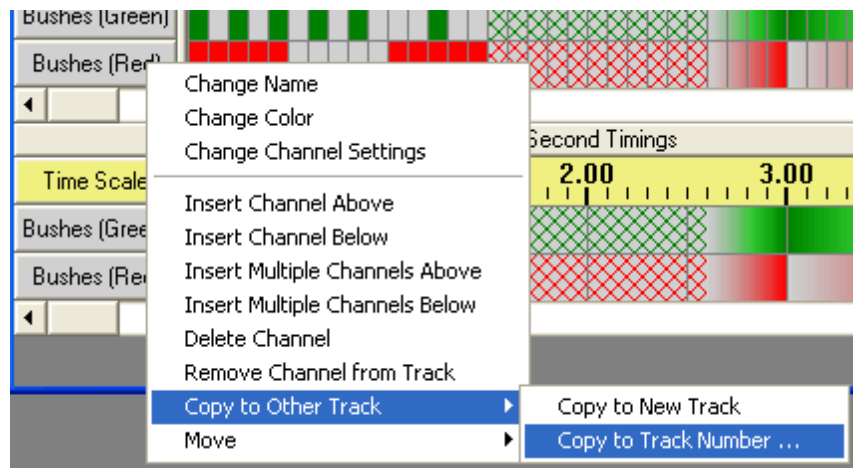 Bushes (Green)
Bushes (Red)
Change Name
Change Color
Change Channel Settings
Insert Channel Above
Insert Channel Below
Insert Multiple Channels Above
Insert Multiple Channels Below
Delete Channel
Remove Channel from Track
Copy to Other Track
Move
Copy to New Track
Copy to Track Number ...
Second Timings
Time Scale
2.00
3.00
Bushes (Gree
Bushes (Re